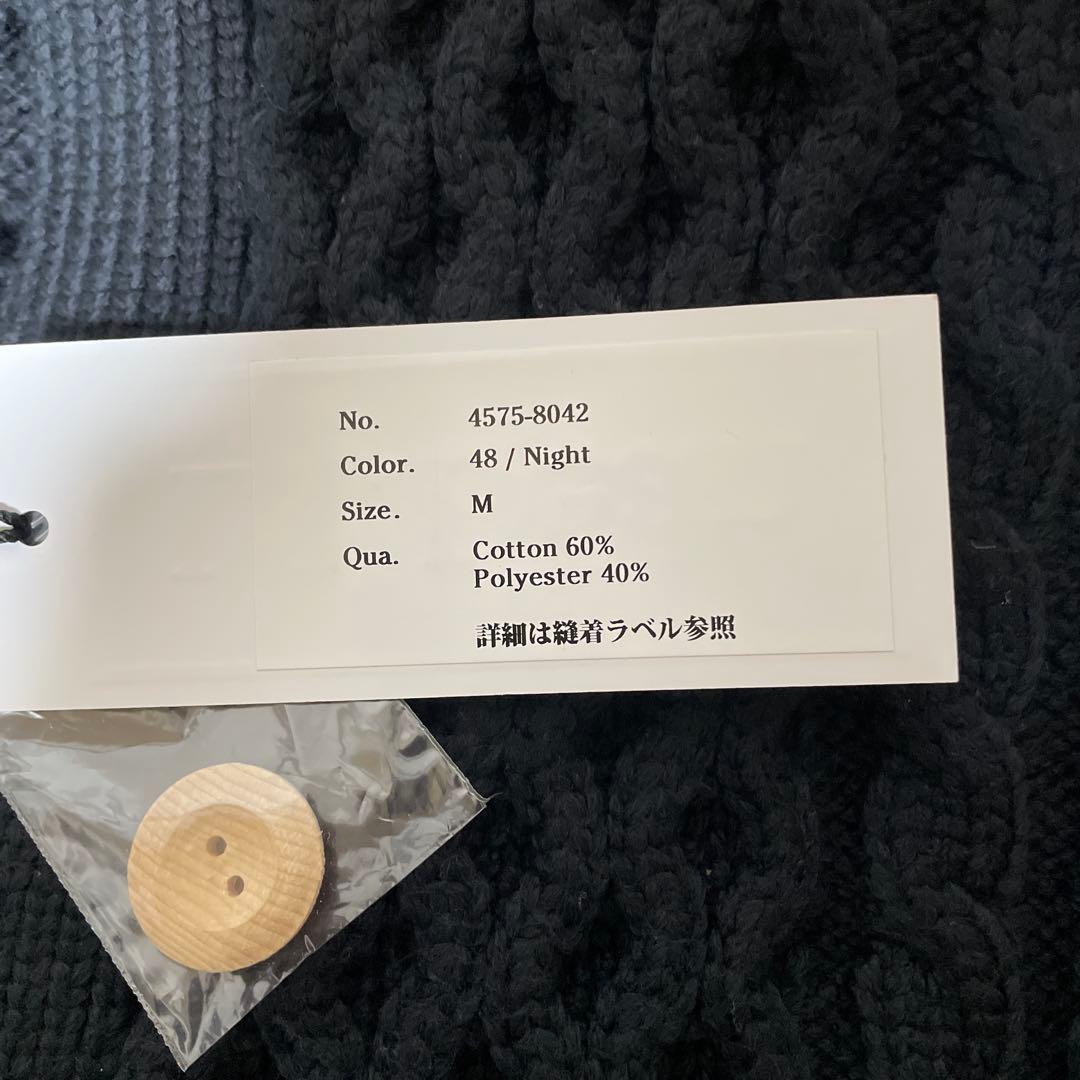 No. 4575-8042
Color. 48 / Night
Size. M
Qua. Cotton 60%
Polyester 40%
詳細は縫着ラベル参照